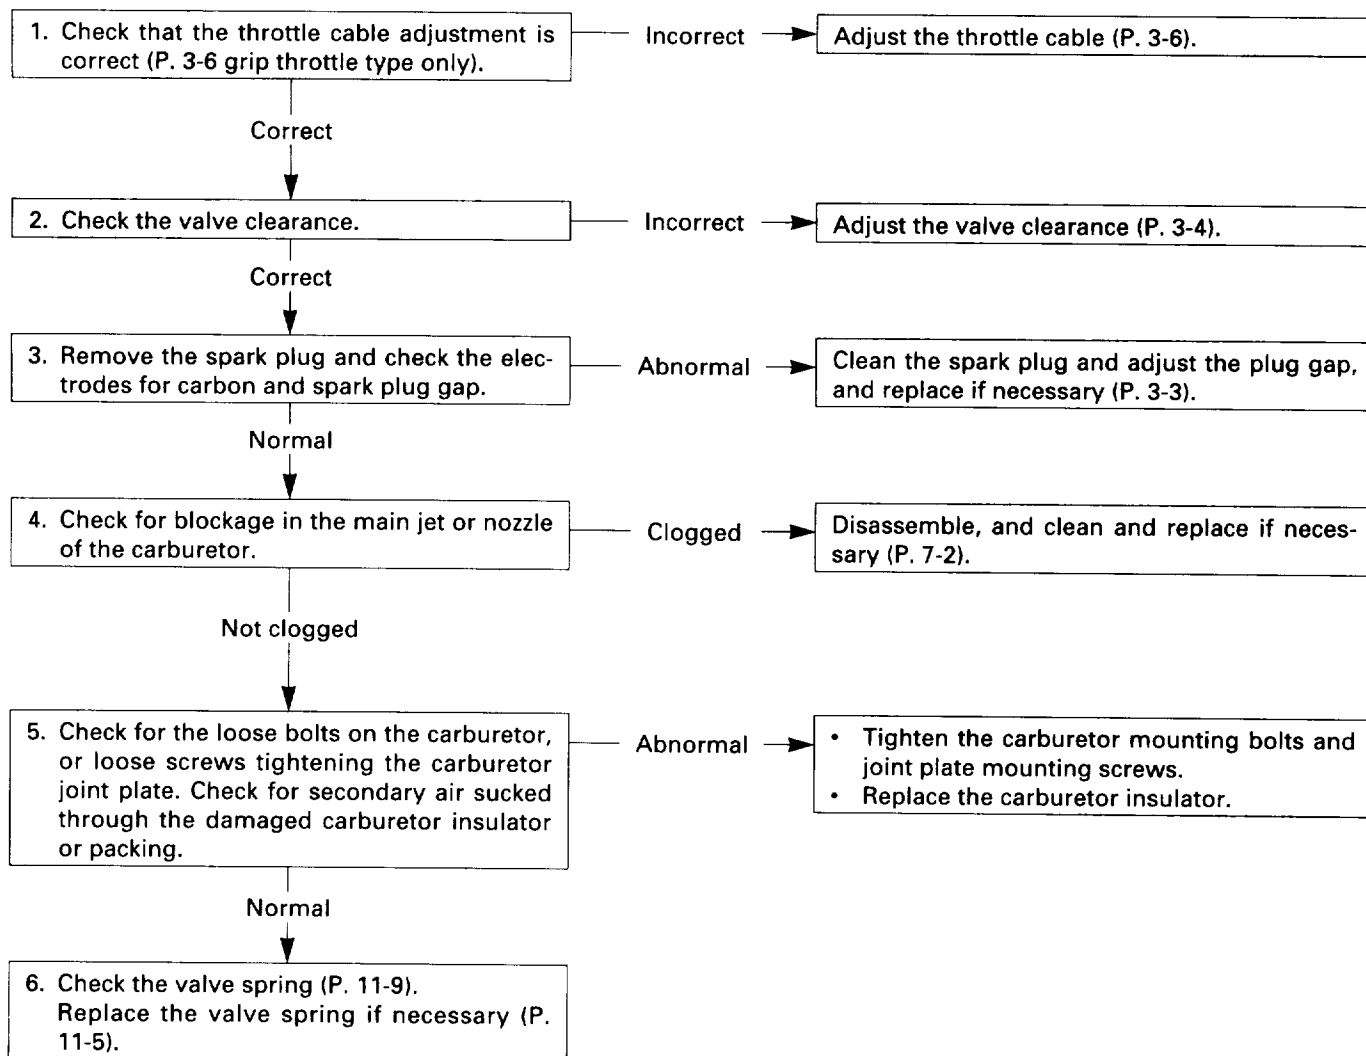 1. Check that the throttle cable adjustment is
correct (P. 3-6 grip throttle type only).
Incorrect
Adjust the throttle cable (P. 3-6).
Correct
2. Check the valve clearance.
Incorrect
Adjust the valve clearance (P. 3-4).
Correct
3. Remove the spark plug and check the elec-
trodes for carbon and spark plug gap.
Abnormal
Clean the spark plug and adjust the plug gap,
and replace if necessary (P. 3-3).
Normal
4. Check for blockage in the main jet or nozzle
of the carburetor.
Clogged
Disassemble, and clean and replace if neces-
sary (P. 7-2).
Not clogged
5. Check for the loose bolts on the carburetor,
or loose screws tightening the carburetor
joint plate. Check for secondary air sucked
through the damaged carburetor insulator
or packing.
Abnormal
• Tighten the carburetor mounting bolts and
joint plate mounting screws.
• Replace the carburetor insulator.
Normal
6. Check the valve spring (P. 11-9).
Replace the valve spring if necessary (P.
11-5).